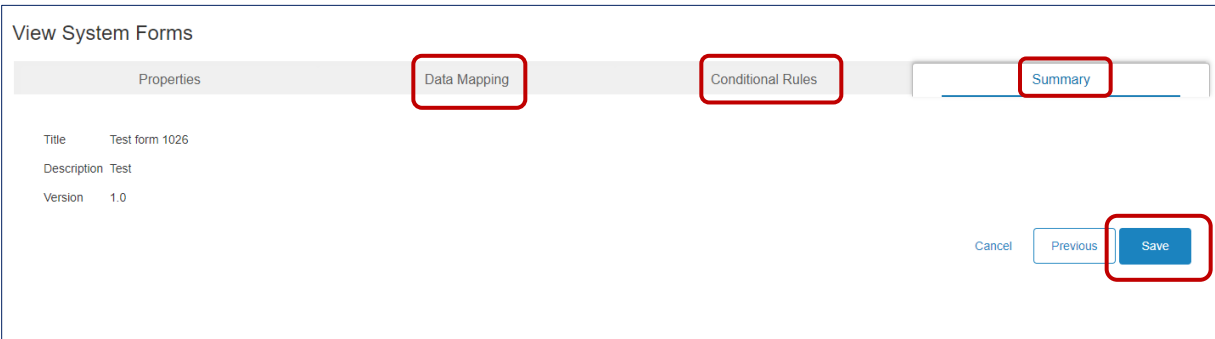 View System Forms
Properties Data Mapping Conditional Rules Summary
Title Test form 1026
Description Test
Version 1.0
Cancel Previous Save